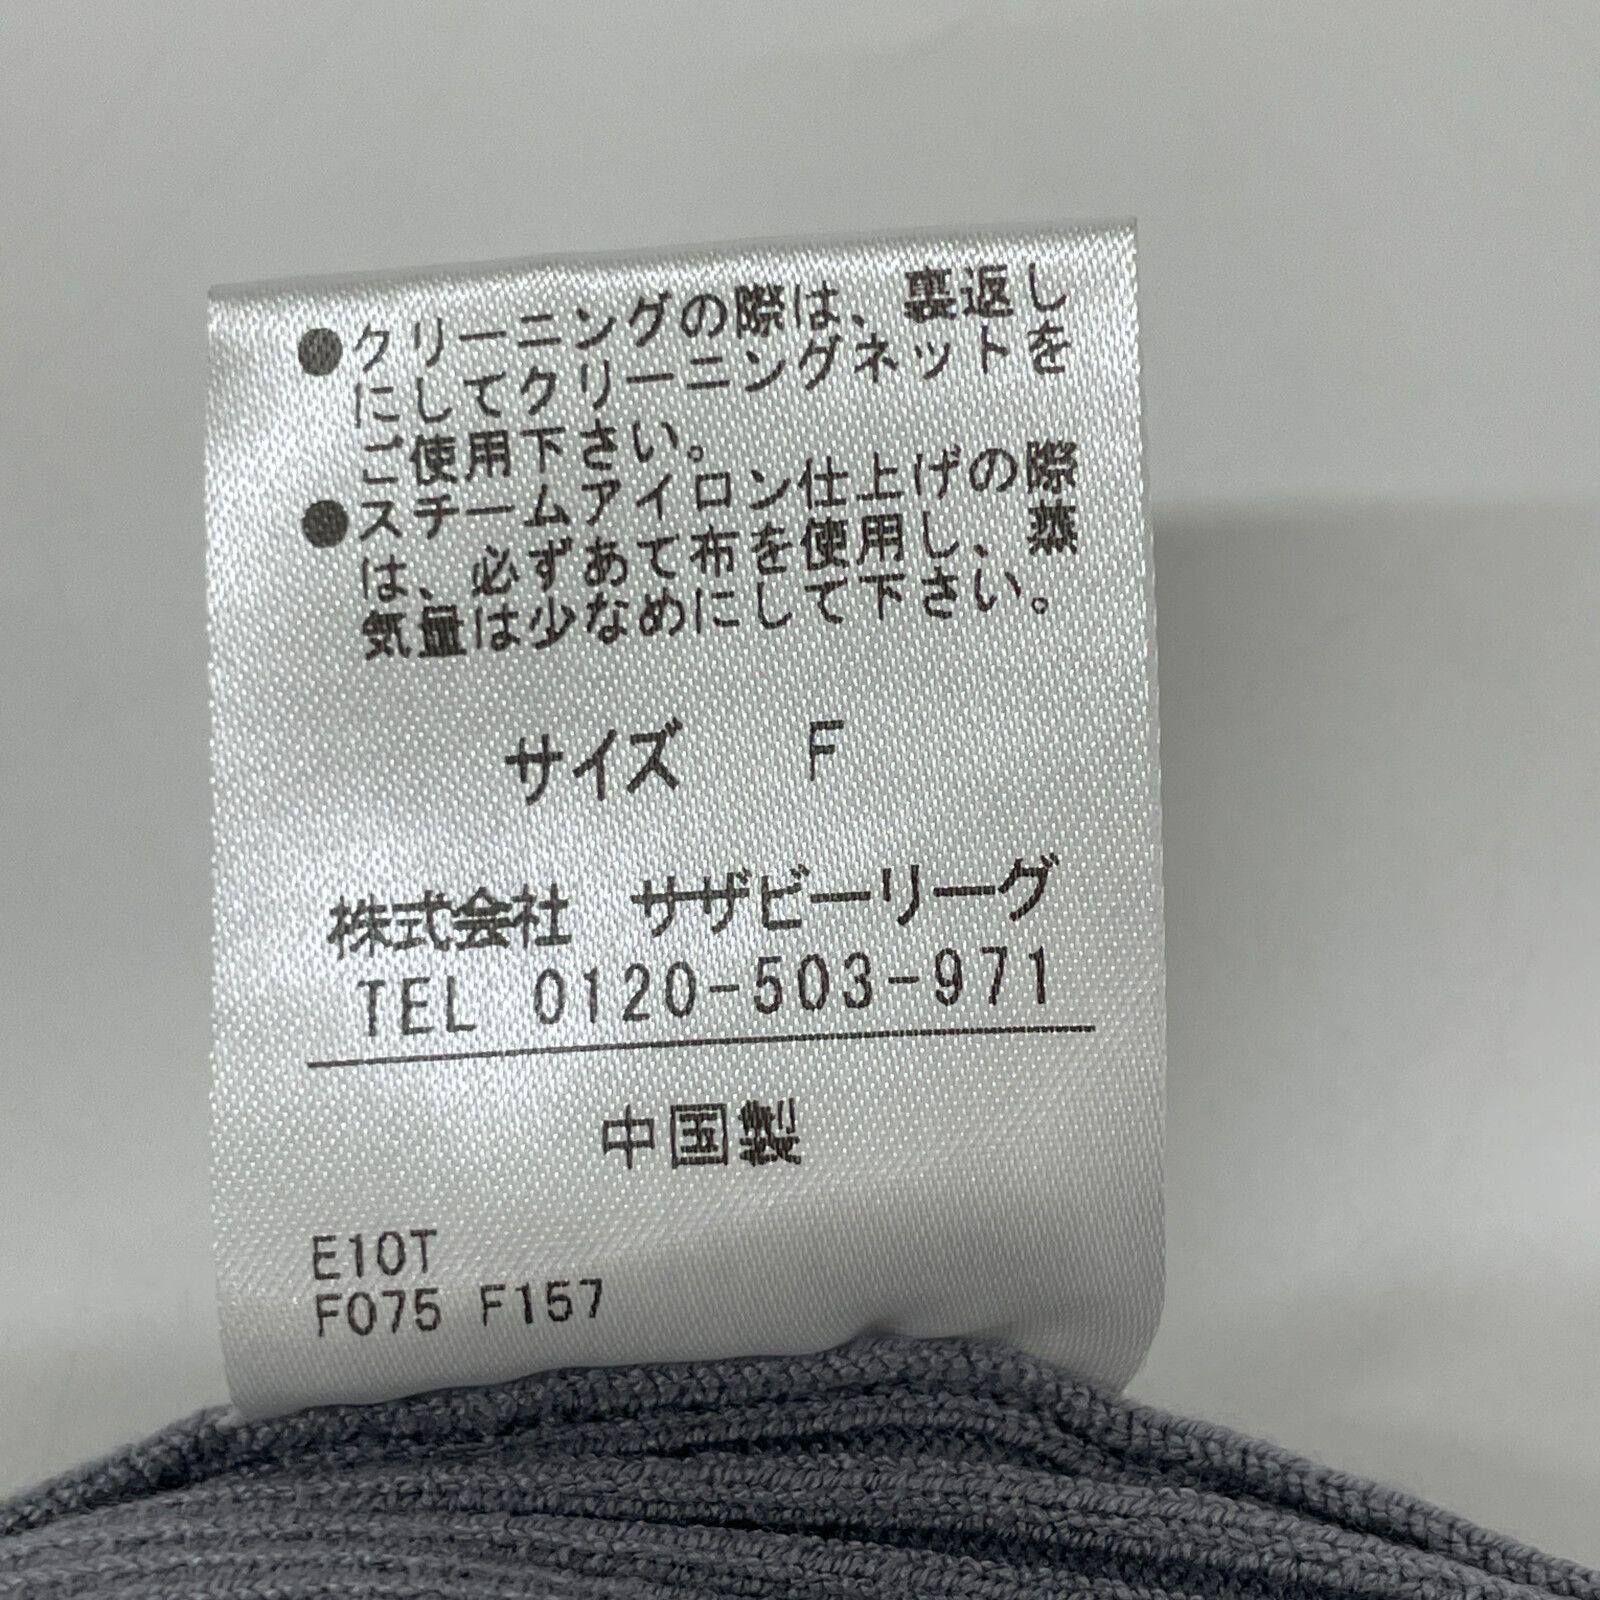 ●クリーニングの際は、裏返し
にしてクリーニングネットを
ご使用下さい。
●スチームアイロン仕上げの際
は、必ずあて布を使用し、蒸
気量は少なめにして下さい。
サイズ F
株式会社 サザビーリーグ
TEL 0120-503-971
中国製
E10T
F075 F157